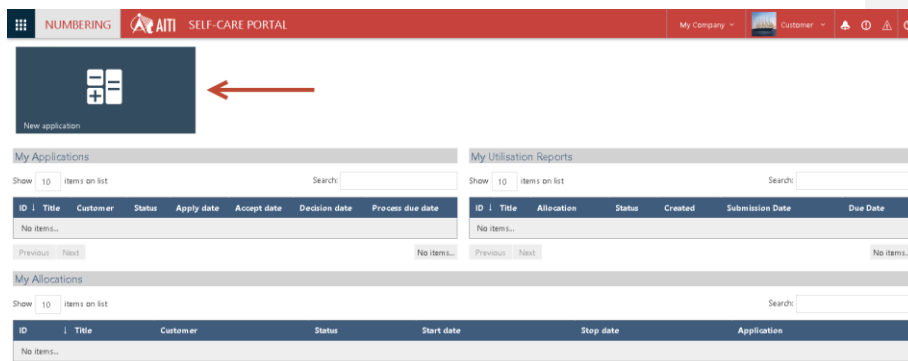 NUMBERING AITI SELF-CARE PORTAL My Company Customer
New application
My Applications
Show 10 items on list Search:
ID Title Customer Status Apply date Accept date Decision date Process due date
No items...
Previous Next No items...
My Utilisation Reports
Show 10 items on list Search:
ID Title Allocation Status Created Submission Date Due Date
No items...
Previous Next No items...
My Allocations
Show 10 items on list Search:
ID Title Customer Status Start date Stop date Application
No items...